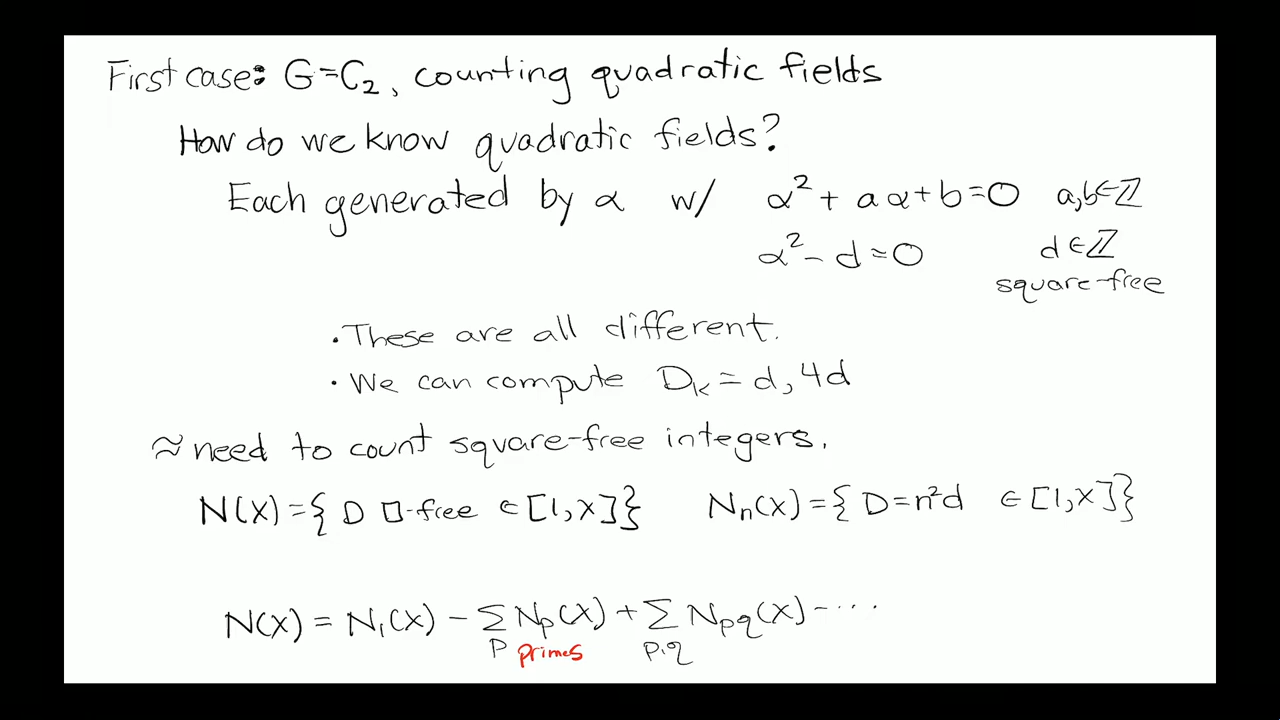 First case: G=C₂, counting quadratic fields
How do we know quadratic fields?
Each generated by α w/ α² + aα+b=0 a,b∈ℤ
α² - d = 0 d∈ℤ
square-free
· These are all different.
· We can compute D_K = d, 4d
≈ need to count square-free integers.
N(X)={ D □-free ∈[1,X]} Nₙ(X)={ D=n²d ∈[1,X]}
N(X) = N₁(X) - Σ Nₚ(X) + Σ N_pq(X) - ····
p primes p,q